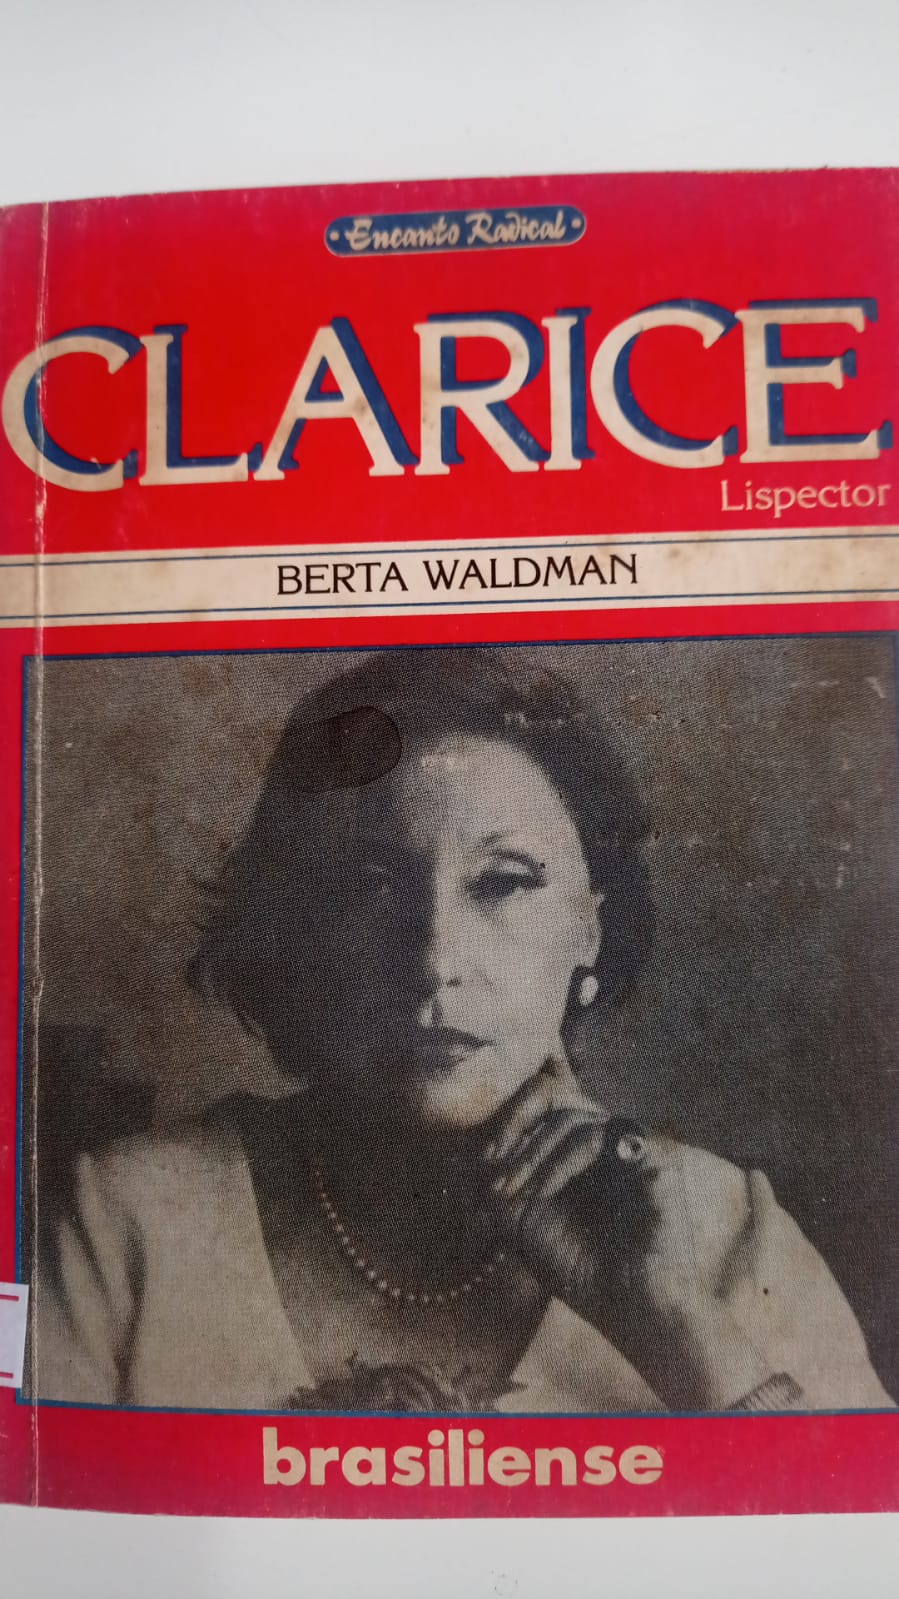 • Encanto Radical •
CLARICE
Lispector
BERTA WALDMAN
brasiliense